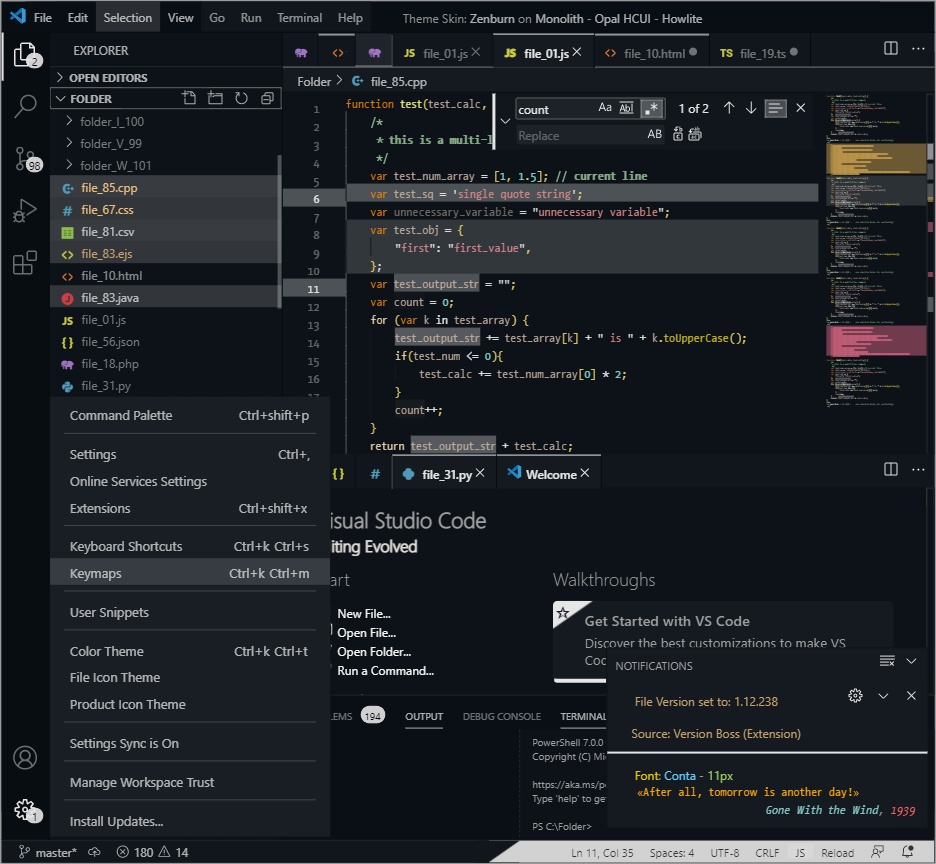 File Edit Selection View Go Run Terminal Help Theme Skin: Zenburn on Monolith - Opal HCUI - Howlite
2
98
1
EXPLORER
OPEN EDITORS
FOLDER
folder_I_100
folder_V_99
folder_W_101
file_85.cpp
file_67.css
file_81.csv
file_83.ejs
file_10.html
file_83.java
JS file_01.js
file_56.json
file_18.php
file_31.py
JS file_01.js JS file_01.js file_10.html TS file_19.ts
Folder file_85.cpp
count Aa Ab 1 of 2
Replace AB
1 function test(test_calc,
2 /*
3 * this is a multi-l
4 */
5 var test_num_array = [1, 1.5]; // current line
6 var test_sq = 'single quote string';
7 var unnecessary_variable = "unnecessary variable";
8 var test_obj = {
9 "first": "first_value",
10 };
11 var test_output_str = "";
12 var count = 0;
13 for (var k in test_array) {
14 test_output_str += test_array[k] + " is " + k.toUpperCase();
15 if(test_num <= 0){
16 test_calc += test_num_array[0] * 2;
17 }
count++;
}
return test_output_str + test_calc;
Command Palette Ctrl+shift+p
Settings Ctrl+,
Online Services Settings
Extensions Ctrl+shift+x
Keyboard Shortcuts Ctrl+k Ctrl+s
Keymaps Ctrl+k Ctrl+m
User Snippets
Color Theme Ctrl+k Ctrl+t
File Icon Theme
Product Icon Theme
Settings Sync is On
Manage Workspace Trust
Install Updates...
{} # file_31.py Welcome
isual Studio Code
iting Evolved
art
New File...
Open File...
Open Folder...
Run a Command...
Walkthroughs
Get Started with VS Code
Discover the best customizations to make VS
Coc
LEMS 194 OUTPUT DEBUG CONSOLE TERMINAL
PowerShell 7.0.0
Copyright (C) Mi
https://aka.ms/p
Type 'help' to ge
PS C:\Folder>
NOTIFICATIONS
File Version set to: 1.12.238
Source: Version Boss (Extension)
Font: Conta - 11px
«After all, tomorrow is another day!»
Gone With the Wind, 1939
master* 180 14 Ln 11, Col 35 Spaces: 4 UTF-8 CRLF JS Reload